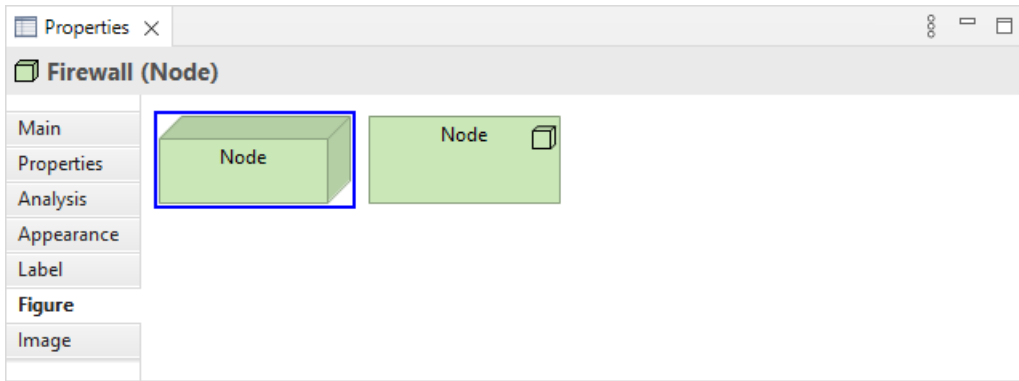 Properties
Firewall (Node)
Main
Properties
Analysis
Appearance
Label
Figure
Image
Node
Node